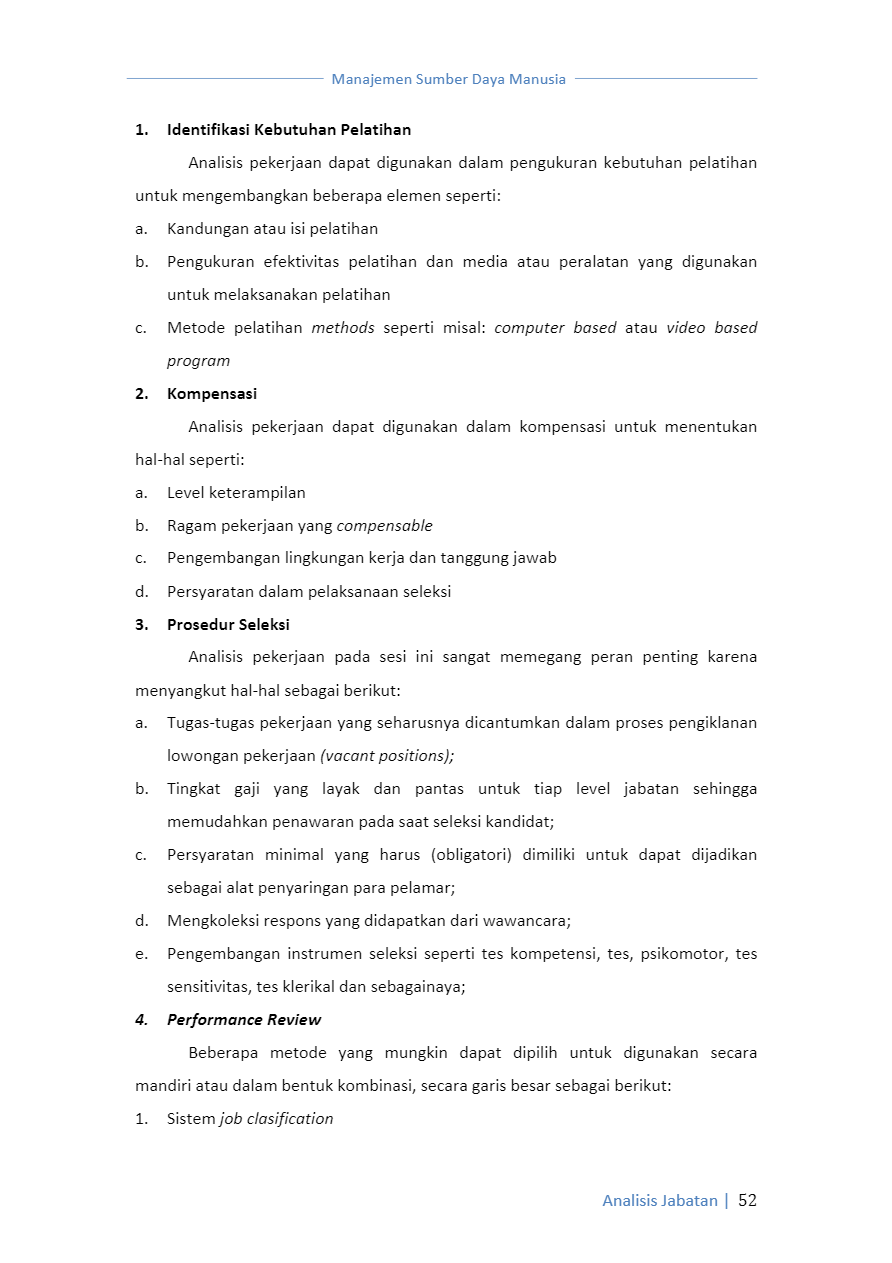 Manajemen Sumber Daya Manusia
1. Identifikasi Kebutuhan Pelatihan
Analisis pekerjaan dapat digunakan dalam pengukuran kebutuhan pelatihan
untuk mengembangkan beberapa elemen seperti:
a. Kandungan atau isi pelatihan
b. Pengukuran efektivitas pelatihan dan media atau peralatan yang digunakan
untuk melaksanakan pelatihan
c. Metode pelatihan methods seperti misal: computer based atau video based
program
2. Kompensasi
Analisis pekerjaan dapat digunakan dalam kompensasi untuk menentukan
hal-hal seperti:
a. Level keterampilan
b. Ragam pekerjaan yang compensable
c. Pengembangan lingkungan kerja dan tanggung jawab
d. Persyaratan dalam pelaksanaan seleksi
3. Prosedur Seleksi
Analisis pekerjaan pada sesi ini sangat memegang peran penting karena
menyangkut hal-hal sebagai berikut:
a. Tugas-tugas pekerjaan yang seharusnya dicantumkan dalam proses pengiklanan
lowongan pekerjaan (vacant positions);
b. Tingkat gaji yang layak dan pantas untuk tiap level jabatan sehingga
memudahkan penawaran pada saat seleksi kandidat;
c. Persyaratan minimal yang harus (obligatori) dimiliki untuk dapat dijadikan
sebagai alat penyaringan para pelamar;
d. Mengkoleksi respons yang didapatkan dari wawancara;
e. Pengembangan instrumen seleksi seperti tes kompetensi, tes, psikomotor, tes
sensitivitas, tes klerikal dan sebagainaya;
4. Performance Review
Beberapa metode yang mungkin dapat dipilih untuk digunakan secara
mandiri atau dalam bentuk kombinasi, secara garis besar sebagai berikut:
1. Sistem job clasification
Analisis Jabatan | 52